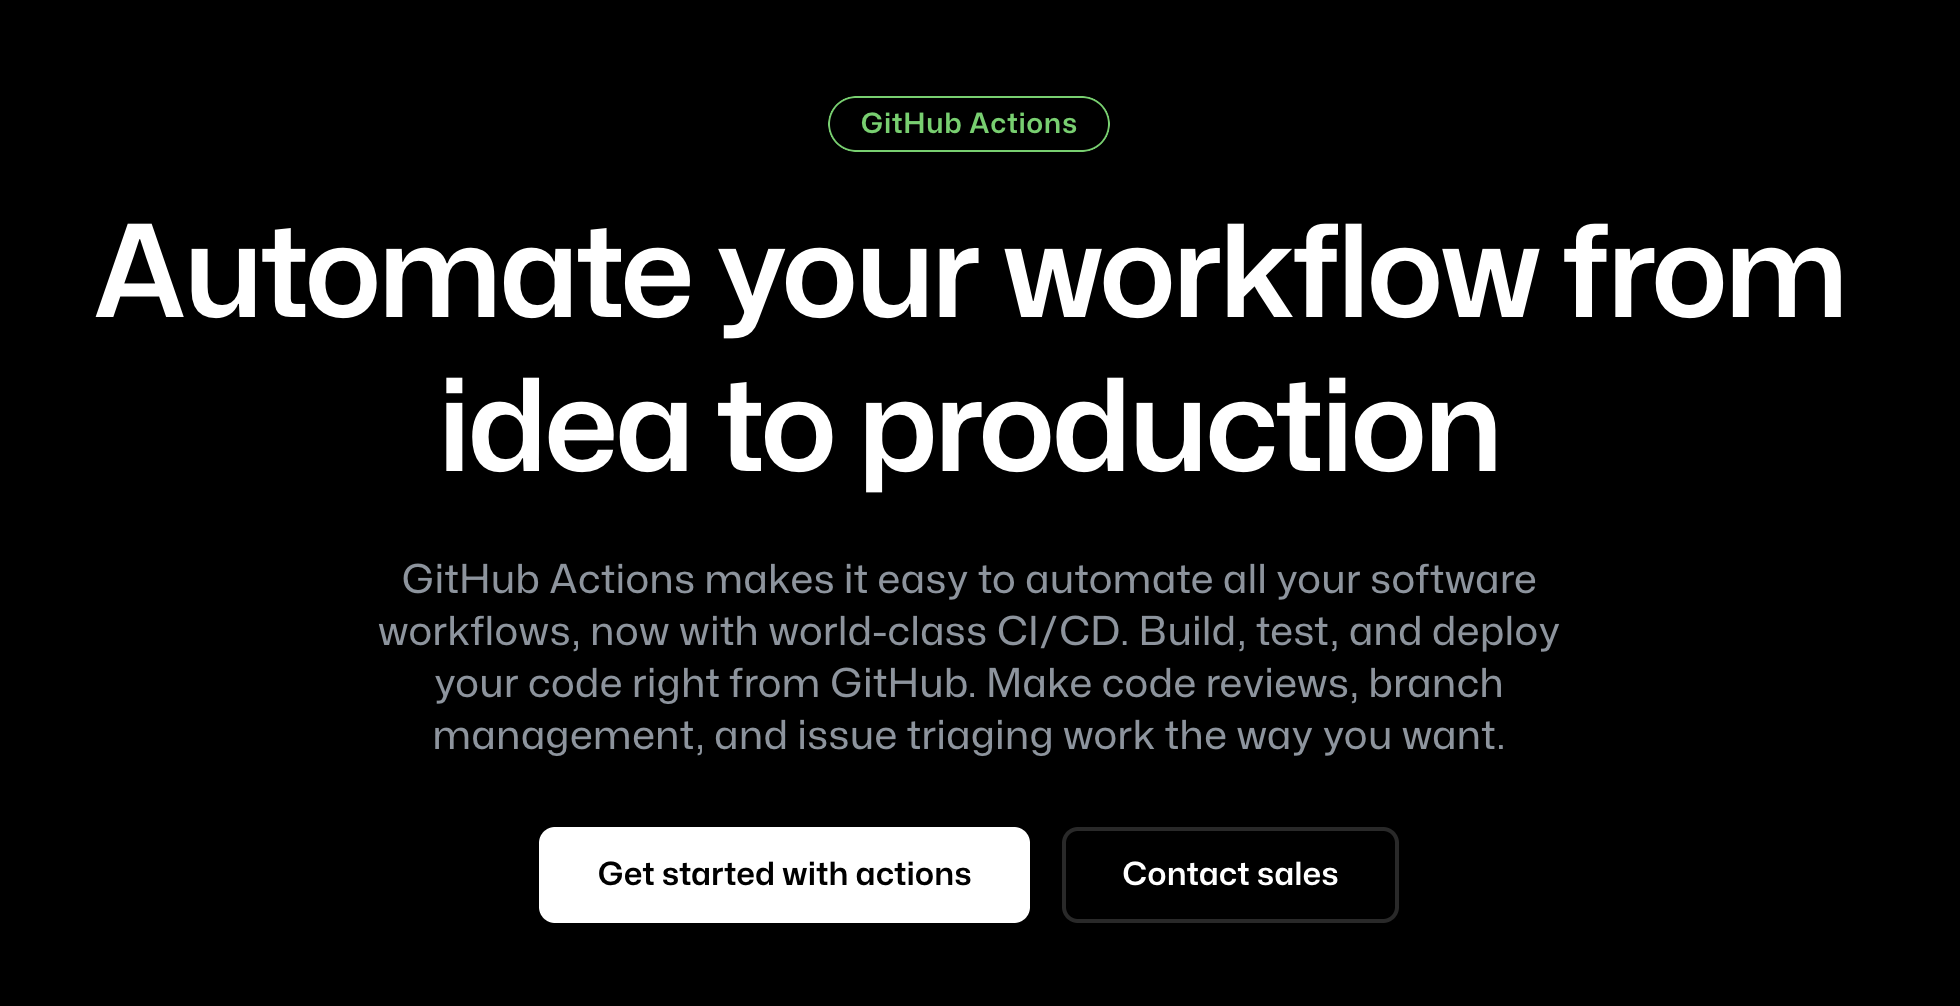 GitHub Actions
Automate your workflow from
idea to production
GitHub Actions makes it easy to automate all your software
workflows, now with world-class CI/CD. Build, test, and deploy
your code right from GitHub. Make code reviews, branch
management, and issue triaging work the way you want.
Get started with actions
Contact sales